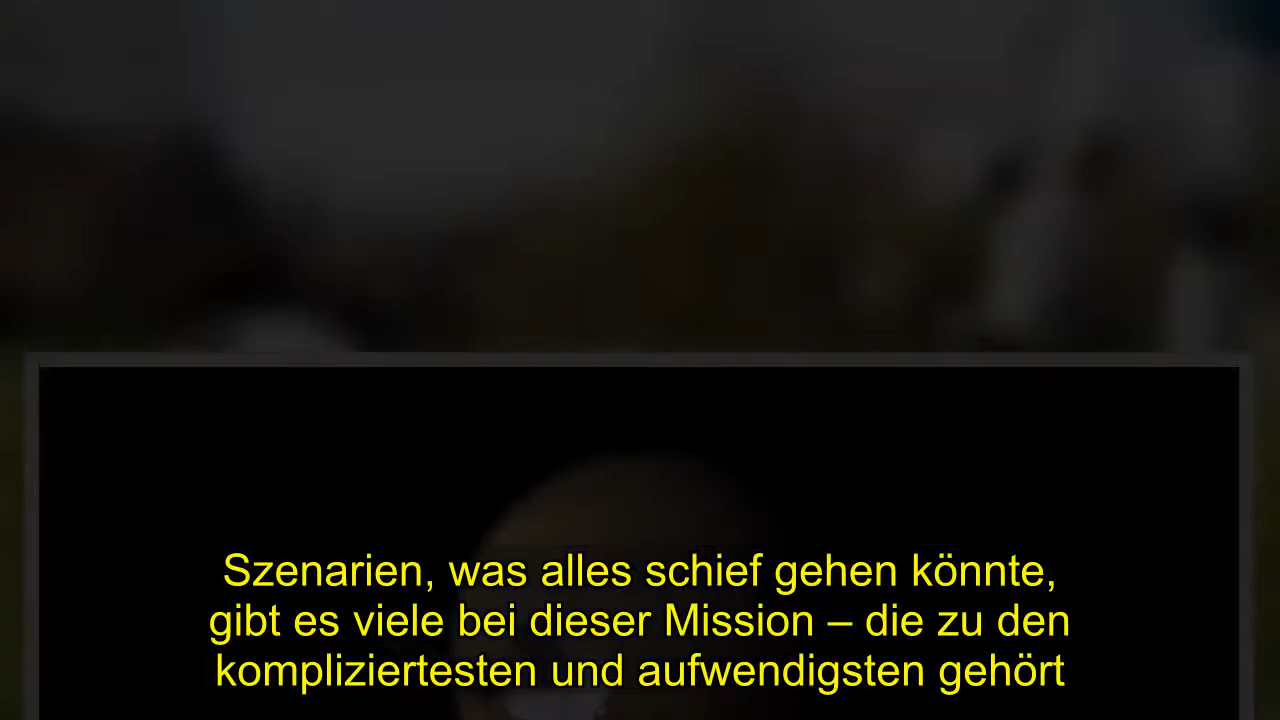 Szenarien, was alles schief gehen könnte,
gibt es viele bei dieser Mission – die zu den
kompliziertesten und aufwendigsten gehört